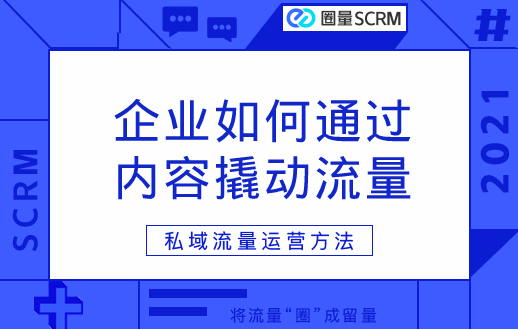 圈量SCRM
#
企业如何通过
内容撬动流量
私域流量运营方法
SCRM
2021
将流量“圈”成留量